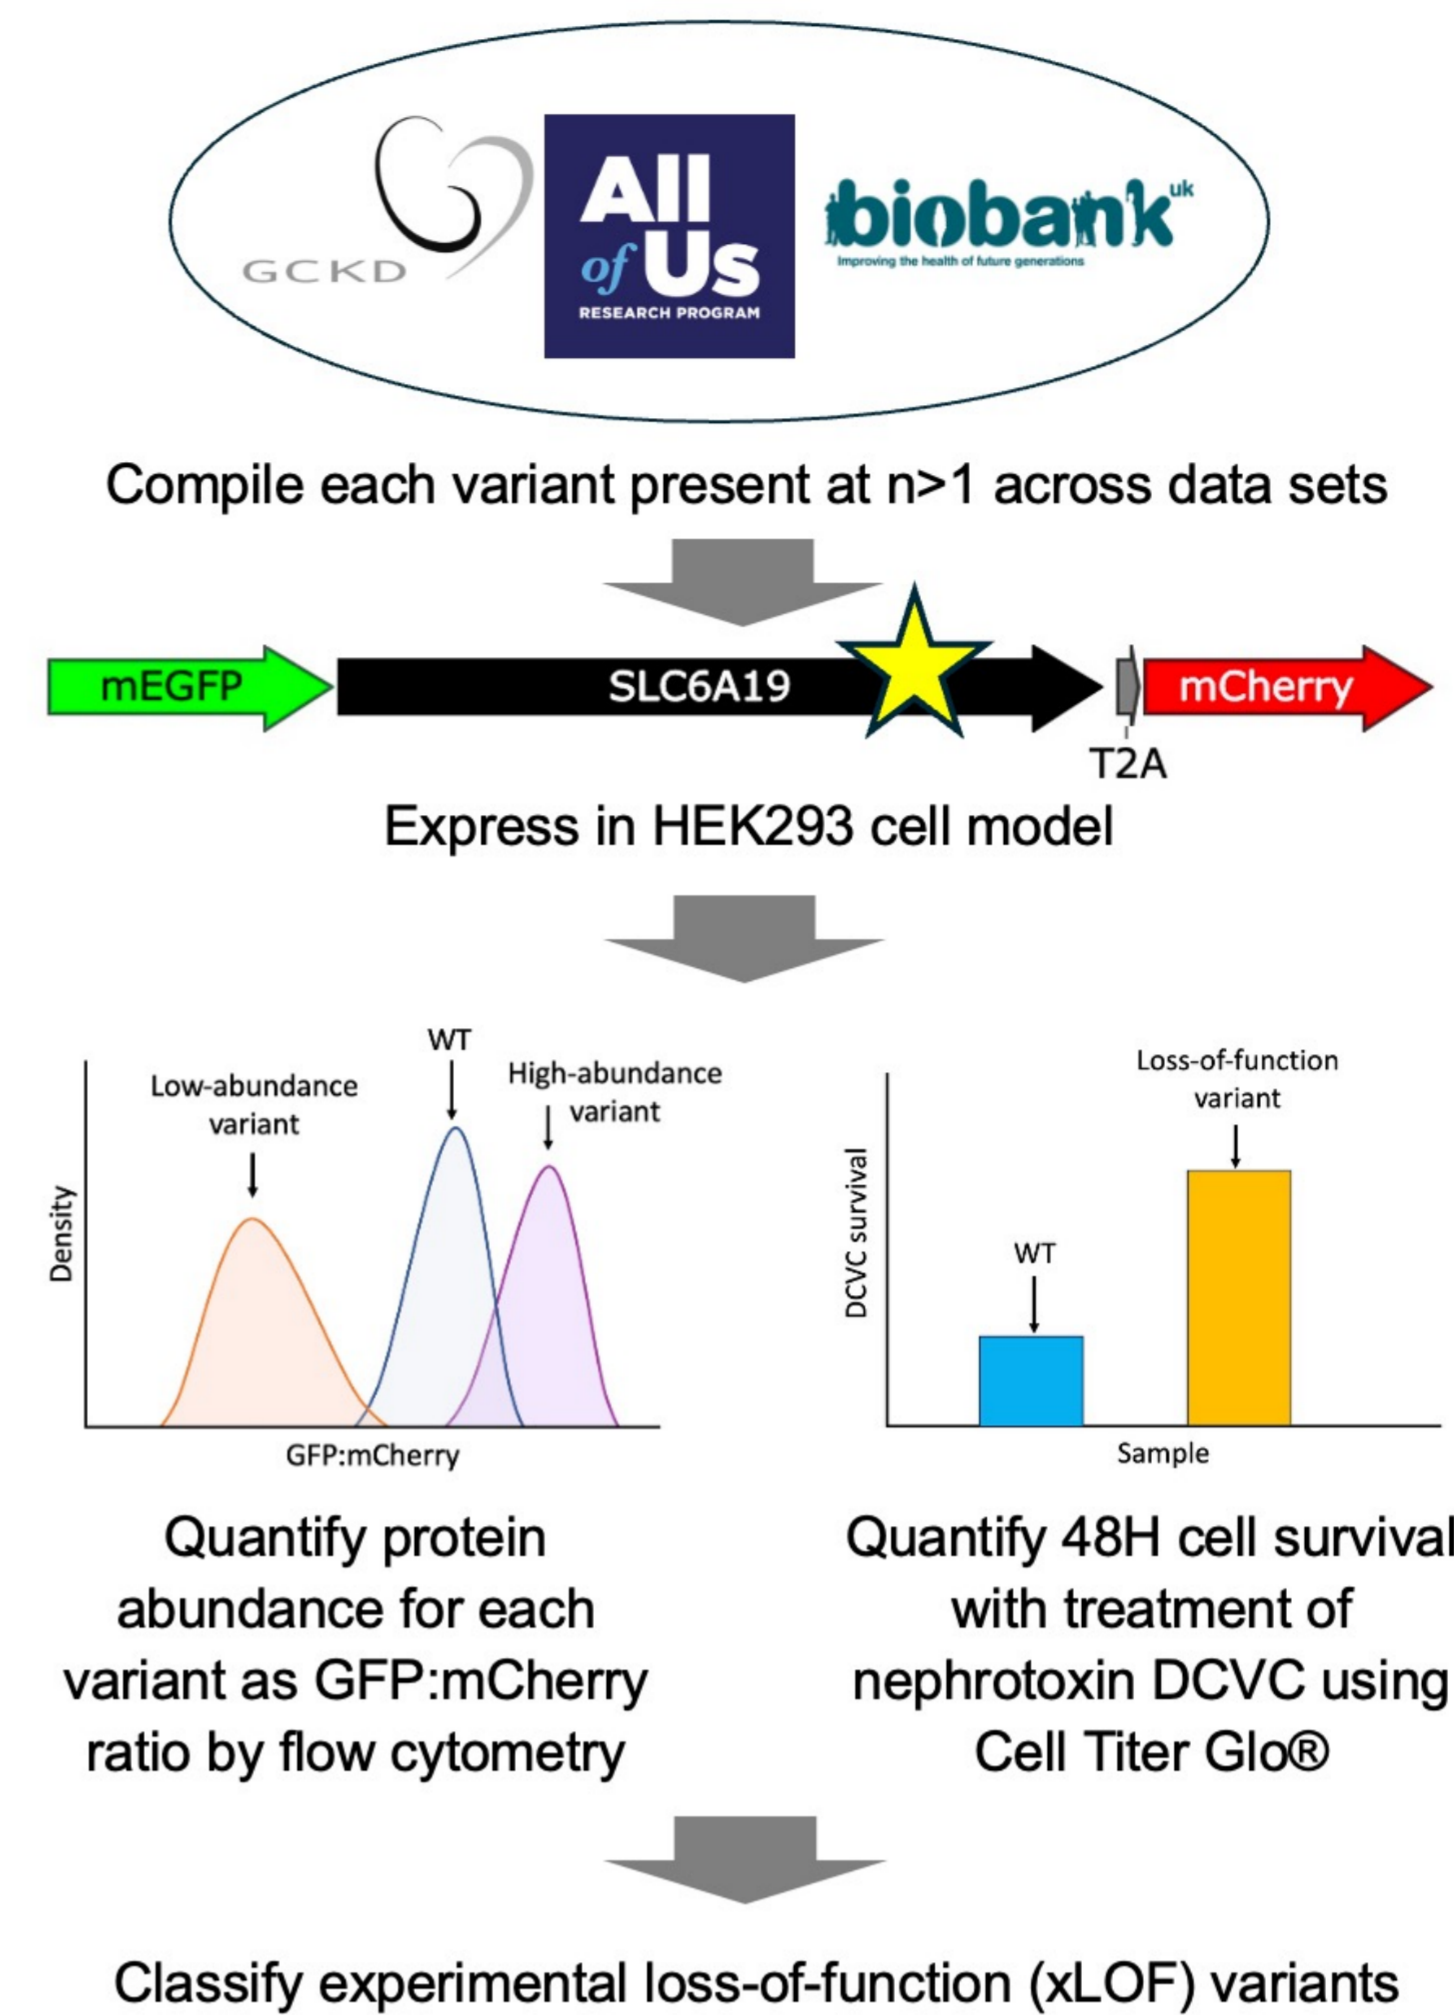 GCKD
All
of Us
RESEARCH PROGRAM
biobank uk
Improving the health of future generations
Compile each variant present at n>1 across data sets
mEGFP
SLC6A19
mCherry
T2A
Express in HEK293 cell model
WT
Low-abundance
variant
High-abundance
variant
Density
GFP:mCherry
Loss-of-function
variant
WT
DCVC survival
Sample
Quantify protein
abundance for each
variant as GFP:mCherry
ratio by flow cytometry
Quantify 48H cell survival
with treatment of
nephrotoxin DCVC using
Cell Titer Glo®
Classify experimental loss-of-function (xLOF) variants